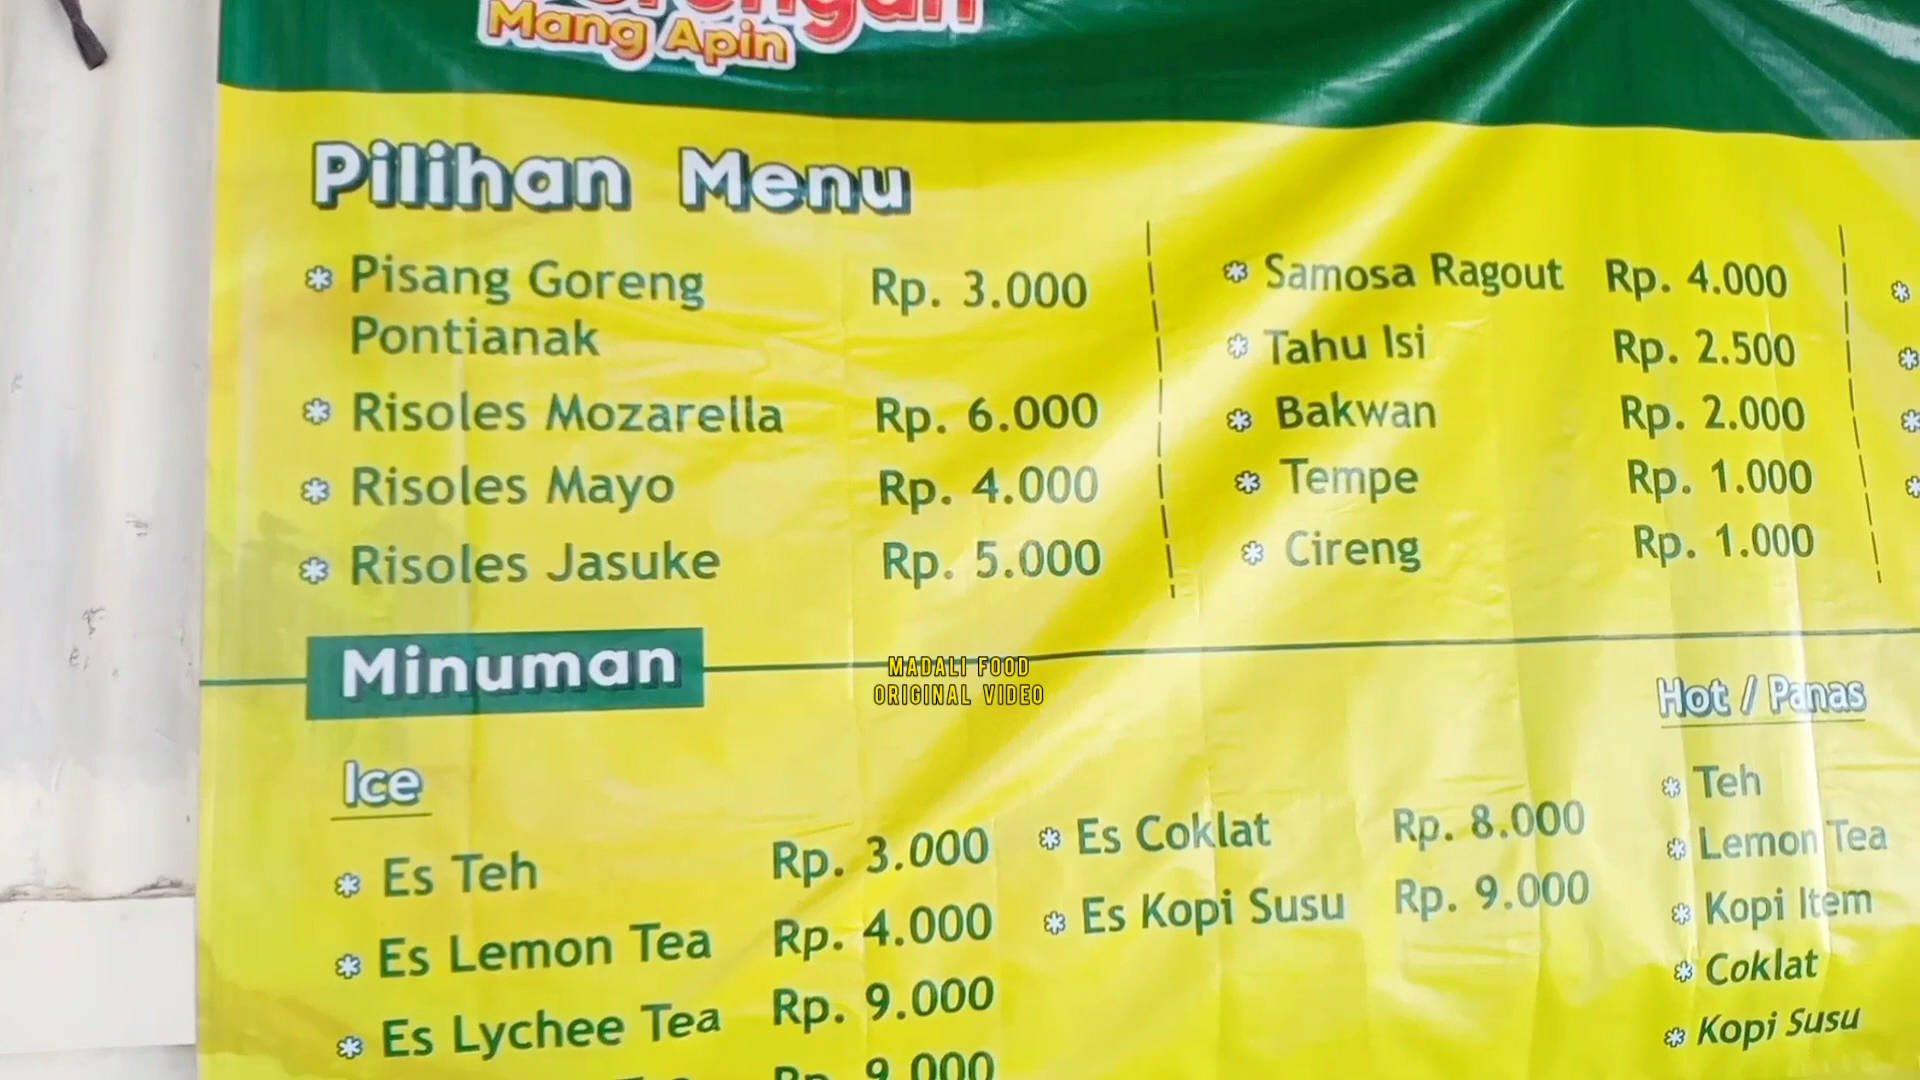 Mang Apin
Pilihan Menu
Pisang Goreng Pontianak Rp. 3.000
Risoles Mozarella Rp. 6.000
Risoles Mayo Rp. 4.000
Risoles Jasuke Rp. 5.000
Samosa Ragout Rp. 4.000
Tahu Isi Rp. 2.500
Bakwan Rp. 2.000
Tempe Rp. 1.000
Cireng Rp. 1.000
Minuman
MADALI FOOD
ORIGINAL VIDEO
Ice
Es Teh Rp. 3.000
Es Lemon Tea Rp. 4.000
Es Lychee Tea Rp. 9.000
Rp. 9.000
Es Coklat Rp. 8.000
Es Kopi Susu Rp. 9.000
Hot / Panas
Teh
Lemon Tea
Kopi Item
Coklat
Kopi Susu